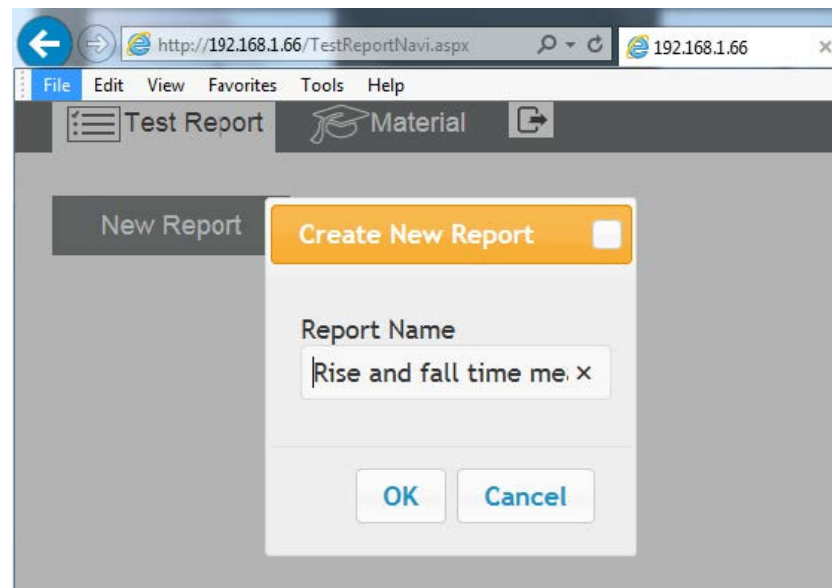 http://192.168.1.66/TestReportNavi.aspx 192.168.1.66
File Edit View Favorites Tools Help
Test Report Material
New Report
Create New Report
Report Name
Rise and fall time me
OK Cancel